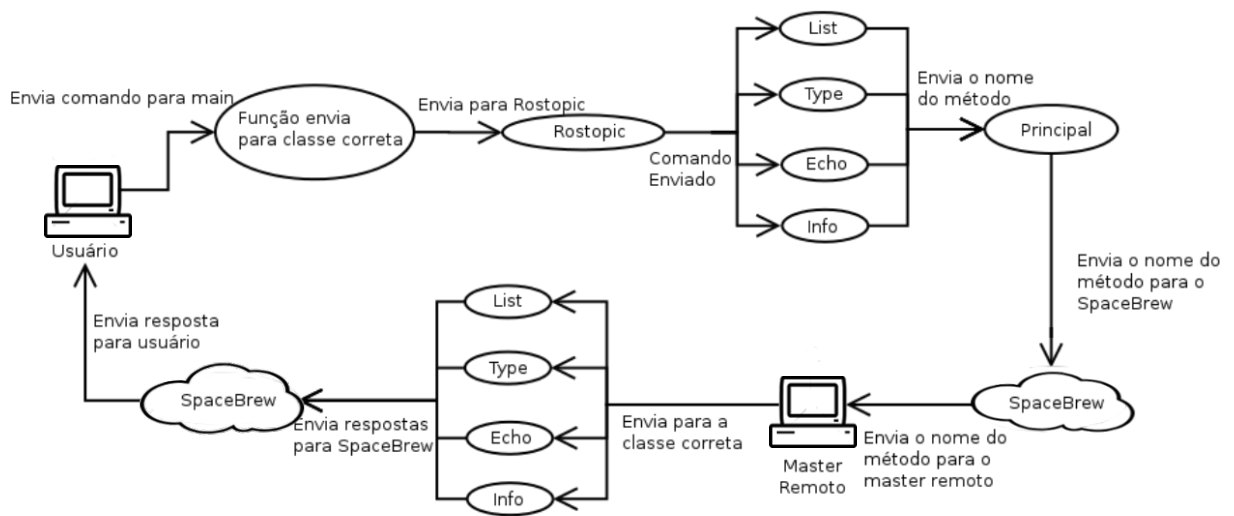 Envia comando para main
Função envia
para classe correta
Envia para Rostopic
Rostopic
Comando
Enviado
List
Type
Echo
Info
Envia o nome
do método
Principal
Envia o nome do
método para o
SpaceBrew
SpaceBrew
Envia o nome do
método para o
master remoto
Master
Remoto
Envia para a
classe correta
List
Type
Echo
Info
Envia respostas
para SpaceBrew
SpaceBrew
Envia resposta
para usuário
Usuário